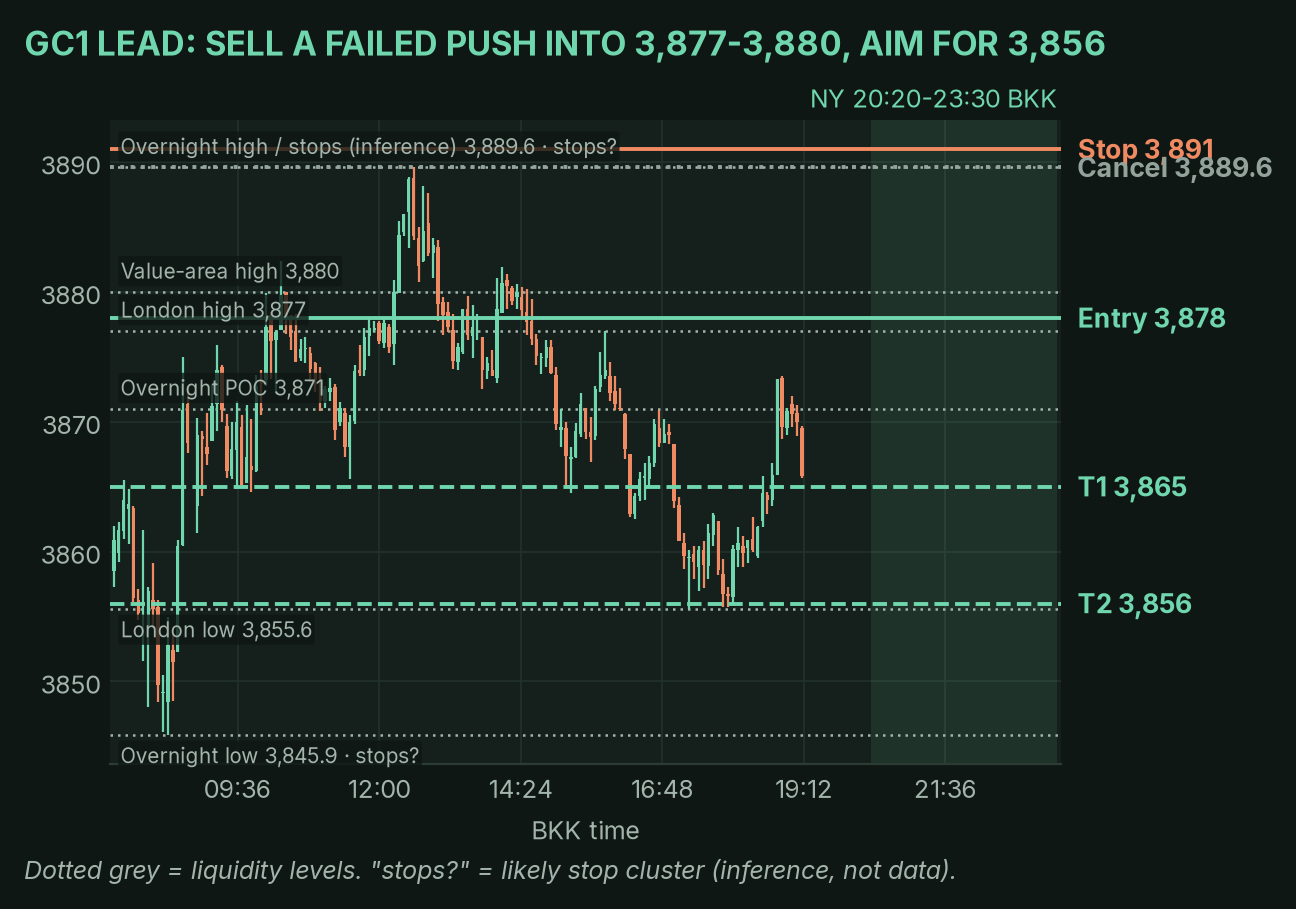 GC1 LEAD: SELL A FAILED PUSH INTO 3,877-3,880, AIM FOR 3,856
NY 20:20-23:30 BKK
Overnight high / stops (inference) 3,889.6 · stops?
Stop 3,891
3890
Cancel 3,889.6
Value-area high 3,880
3880
London high 3,877
Entry 3,878
Overnight POC 3,871
3870
T1 3,865
3860
T2 3,856
London low 3,855.6
3850
Overnight low 3,845.9 · stops?
09:36 12:00 14:24 16:48 19:12 21:36
BKK time
Dotted grey = liquidity levels. "stops?" = likely stop cluster (inference, not data).